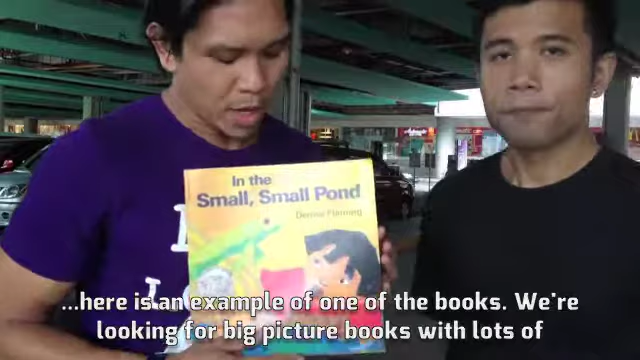 In the
Small, Small Pond
Denise Fleming
...here is an example of one of the books. We're
looking for big picture books with lots of